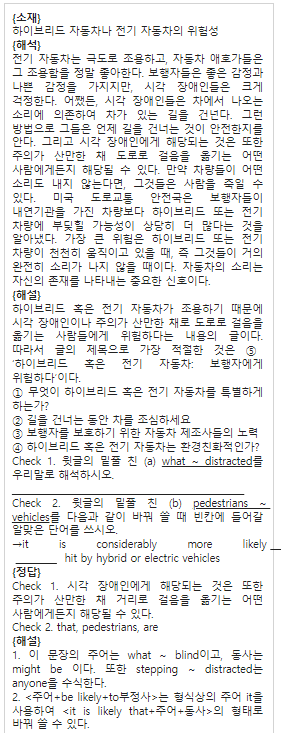 {소재}
하이브리드 자동차나 전기 자동차의 위험성
{해석}
전기 자동차는 극도로 조용하고, 자동차 애호가들은
그 조용함을 정말 좋아한다. 보행자들은 좋은 감정과
나쁜 감정을 가지지만, 시각 장애인들은 크게
걱정한다. 어쨌든, 시각 장애인들은 차에서 나오는
소리에 의존하여 차가 있는 길을 건넌다. 그런
방법으로 그들은 언제 길을 건너는 것이 안전한지를
안다. 그리고 시각 장애인에게 해당되는 것은 또한
주의가 산만한 채 도로로 걸음을 옮기는 어떤
사람에게든지 해당될 수 있다. 만약 차량들이 어떤
소리도 내지 않는다면, 그것들은 사람을 죽일 수
있다. 미국 도로교통 안전국은 보행자들이
내연기관을 가진 차량보다 하이브리드 또는 전기
차량에 부딪힐 가능성이 상당히 더 많다는 것을
알아냈다. 가장 큰 위험은 하이브리드 또는 전기
차량이 천천히 움직이고 있을 때, 즉 그것들이 거의
완전히 소리가 나지 않을 때이다. 자동차의 소리는
자신의 존재를 나타내는 중요한 신호이다.
{해설}
하이브리드 혹은 전기 자동차가 조용하기 때문에
시각 장애인이나 주의가 산만한 채로 도로로 걸음을
옮기는 사람들에게 위험하다는 내용의 글이다.
따라서 글의 제목으로 가장 적절한 것은 ⑤
'하이브리드 혹은 전기 자동차: 보행자에게
위험하다'이다.
① 무엇이 하이브리드 혹은 전기 자동차를 특별하게
하는가?
② 길을 건너는 동안 차를 조심하세요
③ 보행자를 보호하기 위한 자동차 제조사들의 노력
④ 하이브리드 혹은 전기 자동차는 환경친화적인가?
Check 1. 윗글의 밑풀 친 (a) what ~ distracted를
우리말로 해석하시오.
Check 2. 윗글의 밑풀 친 (b) pedestrians ~
vehicles를 다음과 같이 바꿔 쓸 때 빈칸에 들어갈
알맞은 단어를 쓰시오.
→it is considerably more likely __
________ hit by hybrid or electric vehicles
{정답}
Check 1. 시각 장애인에게 해당되는 것은 또한
주의가 산만한 채 거리로 걸음을 옮기는 어떤
사람에게든지 해당될 수 있다.
Check 2. that, pedestrians, are
{해설}
1. 이 문장의 주어는 what ~ blind이고, 동사는
might be 이다. 또한 stepping ~ distracted는
anyone을 수식한다.
2. <주어+be likely+to부정사>는 형식상의 주어 it을
사용하여 <it is likely that+주어+동사>의 형태로
바꿔 쓸 수 있다.